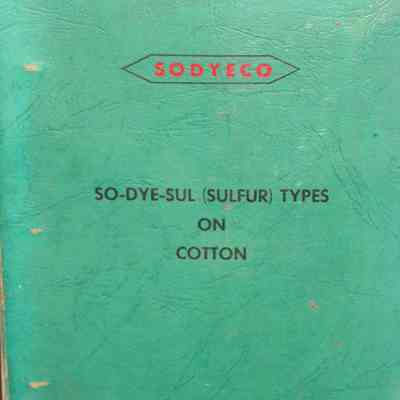 SODYECO
SO-DYE-SUL (SULFUR) TYPES
ON
COTTON